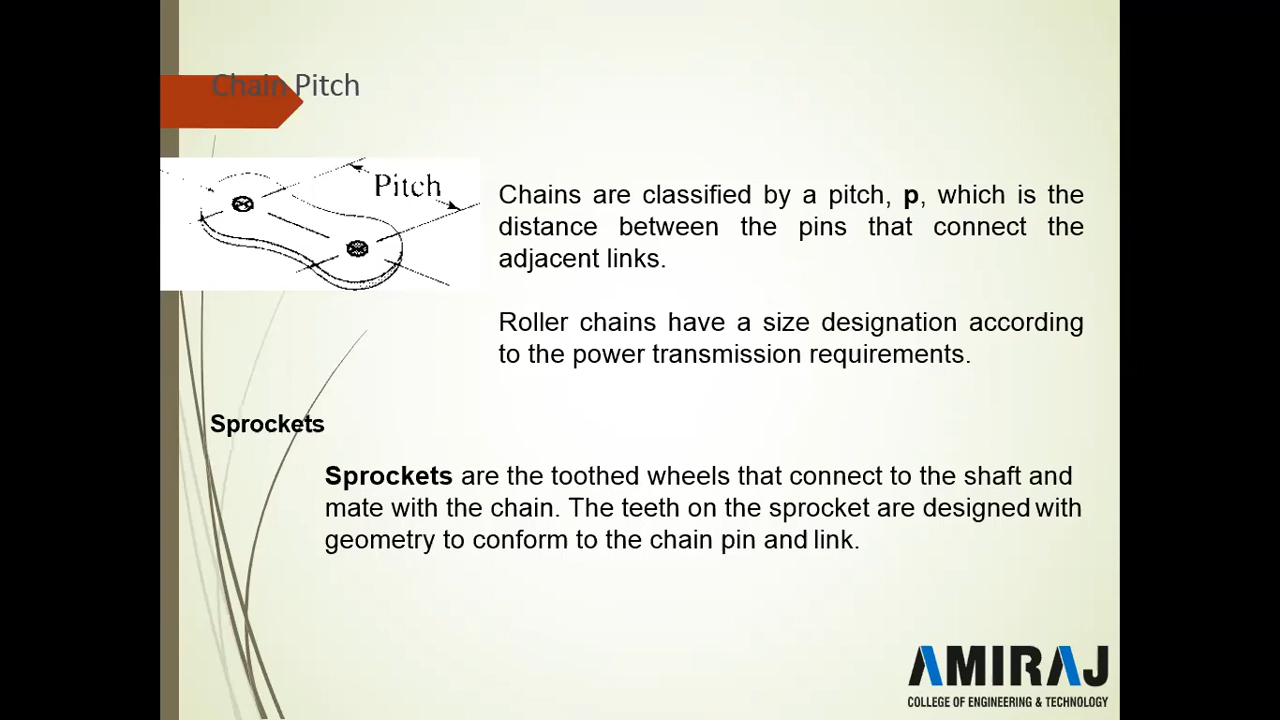 Chain Pitch
Pitch
Chains are classified by a pitch, p, which is the
distance between the pins that connect the
adjacent links.
Roller chains have a size designation according
to the power transmission requirements.
Sprockets
Sprockets are the toothed wheels that connect to the shaft and
mate with the chain. The teeth on the sprocket are designed with
geometry to conform to the chain pin and link.
AMIRAJ
COLLEGE OF ENGINEERING & TECHNOLOGY